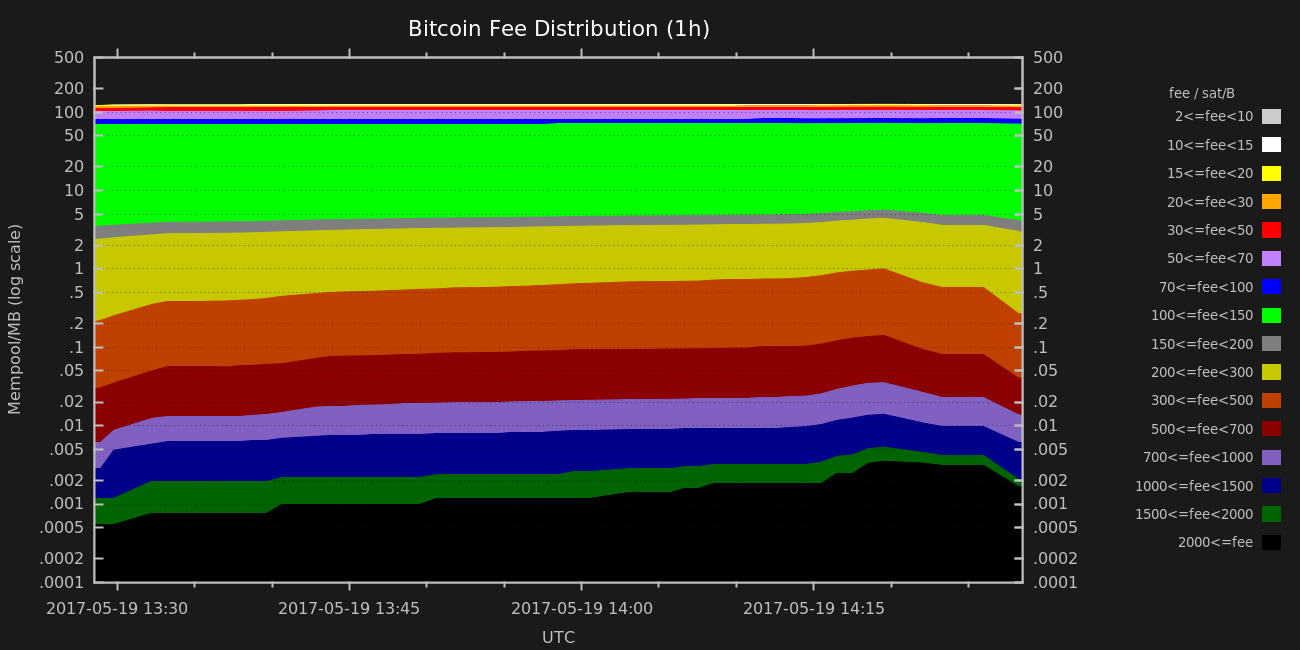 Bitcoin Fee Distribution (1h)
500 500
200 200
100 100
50 50
20 20
10 10
5 5
2 2
1 1
.5 .5
.2 .2
.1 .1
.05 .05
.02 .02
.01 .01
.005 .005
.002 .002
.001 .001
.0005 .0005
.0002 .0002
.0001 .0001
Mempool/MB (log scale)
2017-05-19 13:30 2017-05-19 13:45 2017-05-19 14:00 2017-05-19 14:15
UTC
fee / sat/B
2<=fee<10
10<=fee<15
15<=fee<20
20<=fee<30
30<=fee<50
50<=fee<70
70<=fee<100
100<=fee<150
150<=fee<200
200<=fee<300
300<=fee<500
500<=fee<700
700<=fee<1000
1000<=fee<1500
1500<=fee<2000
2000<=fee